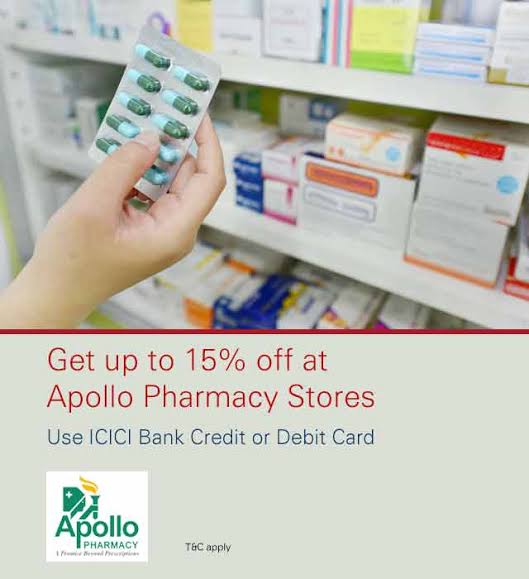 Get up to 15% off at
Apollo Pharmacy Stores
Use ICICI Bank Credit or Debit Card
Apollo
PHARMACY
A Promise Beyond Prescriptions
T&C apply